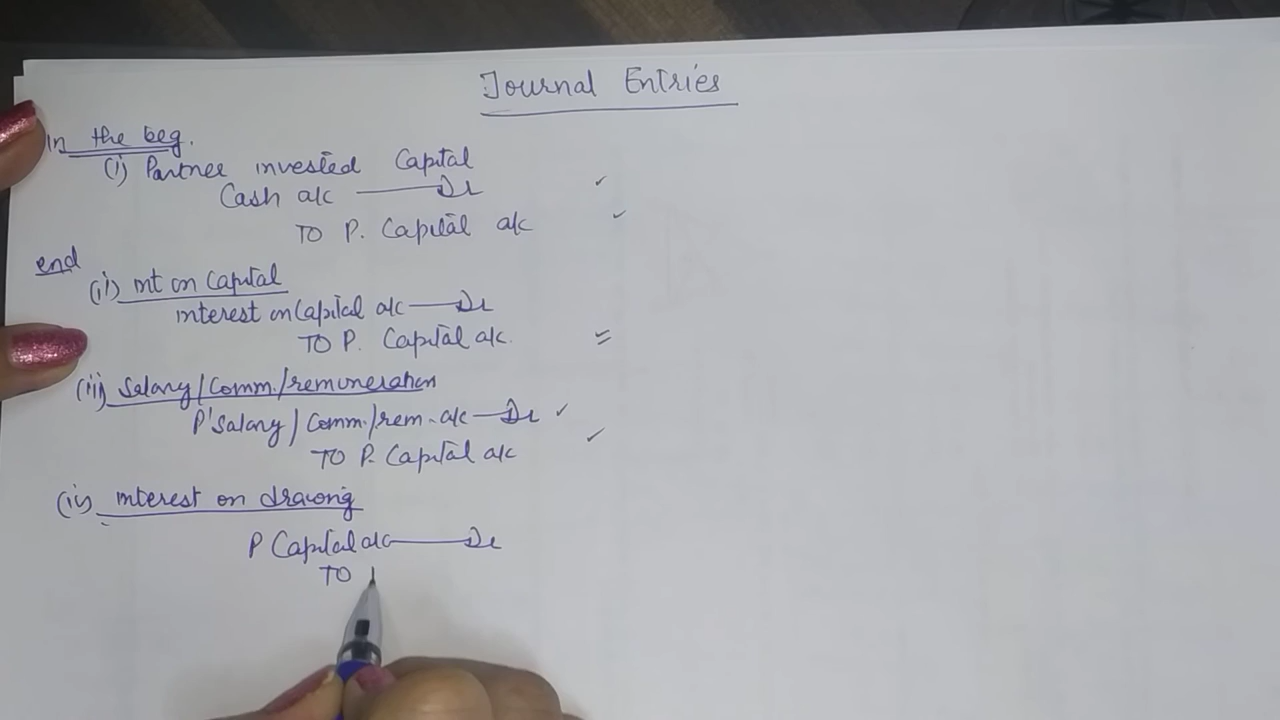 Journal Entries
in the beg.
(i) Partner invested Capital
Cash a/c —— Dr
TO P. Capital a/c
end
(ii) int on Capital
interest on Capital a/c —— Dr
TO P. Capital a/c.
(iii) Salary/Comm./remuneration
P'Salary/Comm./rem. a/c —— Dr
TO P. Capital a/c
(iv) interest on drawing
P Capital a/c —— Dr
TO